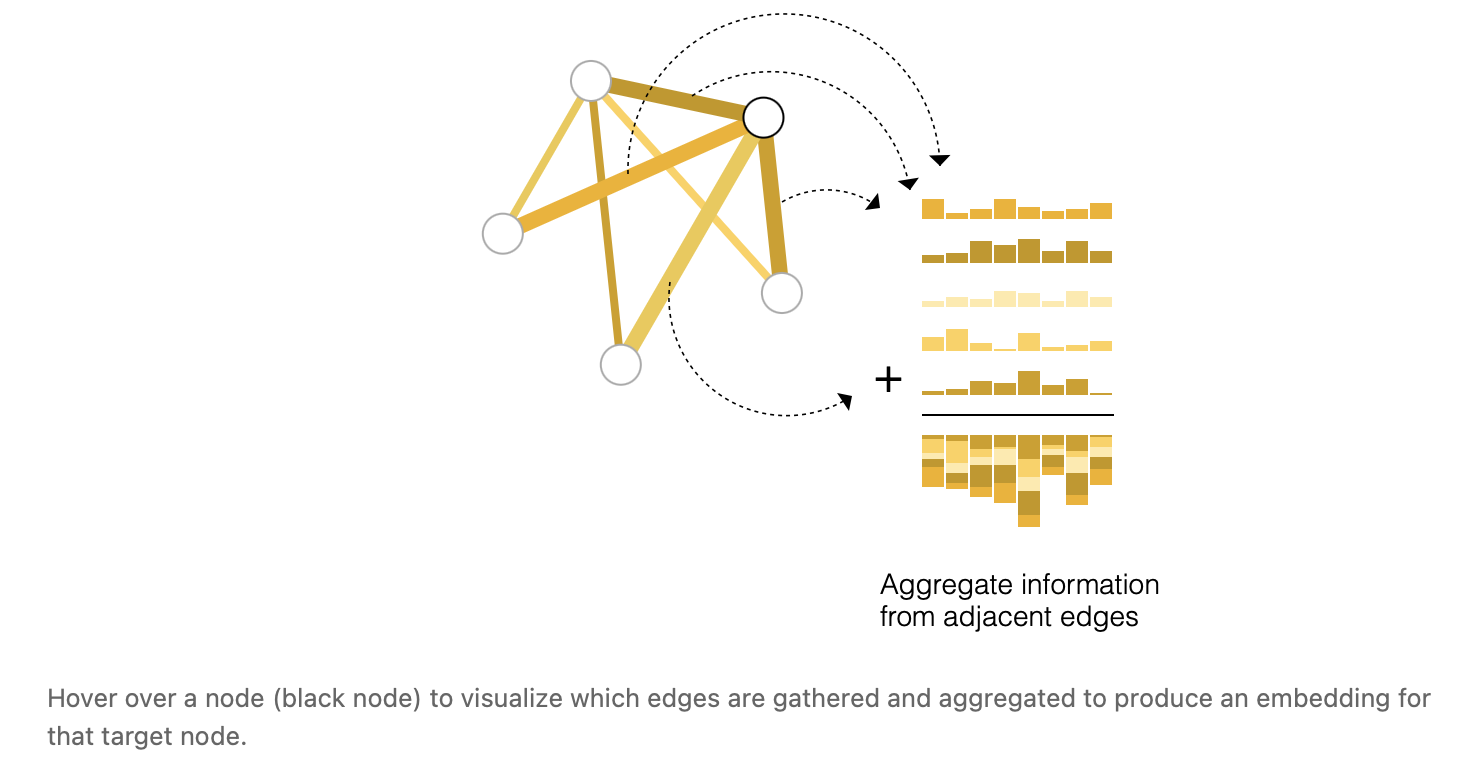 +
Aggregate information
from adjacent edges
Hover over a node (black node) to visualize which edges are gathered and aggregated to produce an embedding for
that target node.